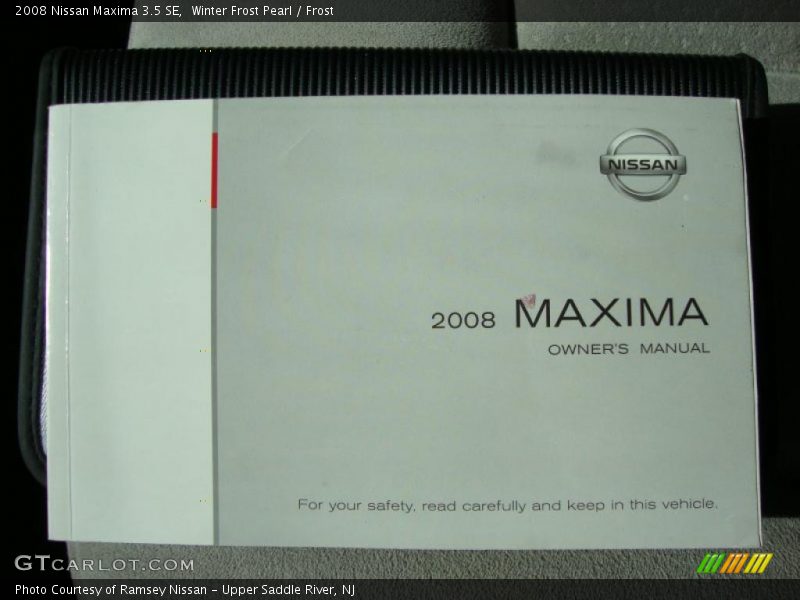 2008 Nissan Maxima 3.5 SE,  Winter Frost Pearl / Frost
NISSAN
2008 MAXIMA
OWNER'S MANUAL
For your safety, read carefully and keep in this vehicle.
GTCARLOT.COM
Photo Courtesy of Ramsey Nissan - Upper Saddle River, NJ